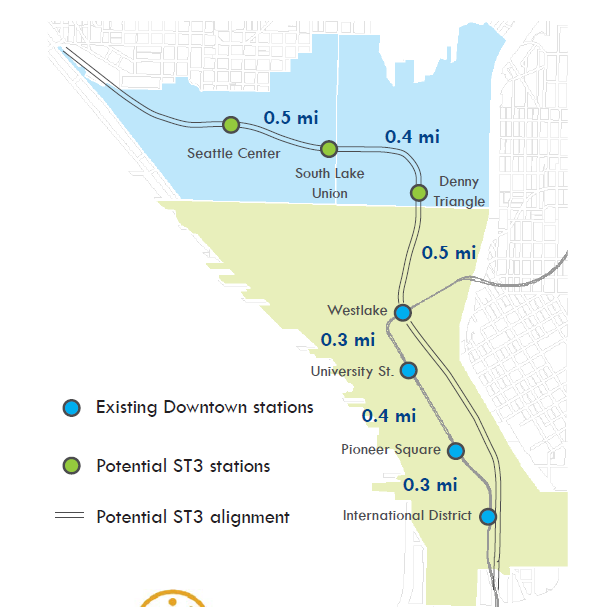 0.5 mi
0.4 mi
Seattle Center
South Lake
Union
Denny
Triangle
0.5 mi
Westlake
0.3 mi
University St.
Existing Downtown stations
0.4 mi
Pioneer Square
Potential ST3 stations
0.3 mi
International District
Potential ST3 alignment